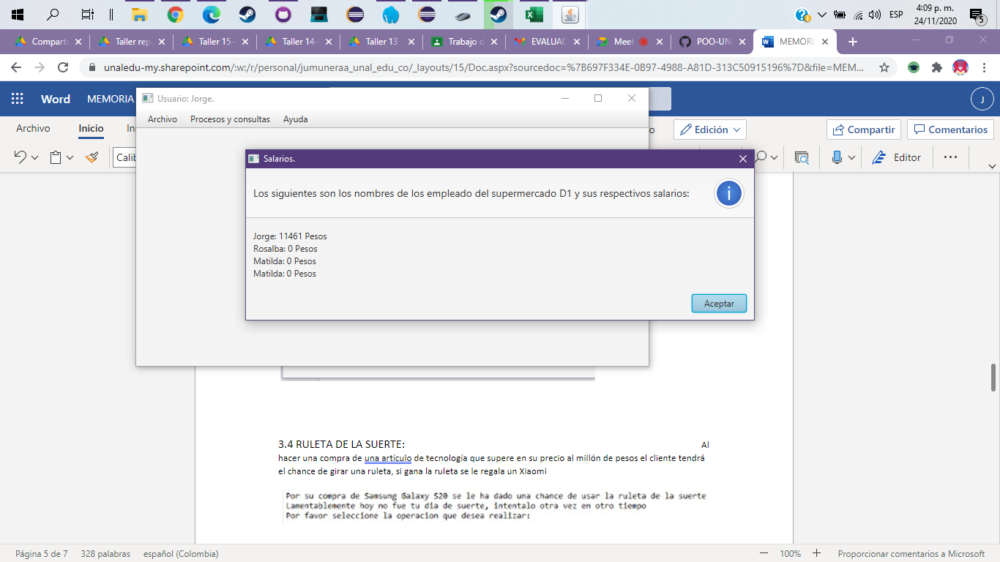 ESP
4:09 p. m.
24/11/2020
5
Comparti
Taller rep
Taller 15-
Taller 14-
Taller 13
Trabajo d
EVALUAC
Meet
POO-UN
MEMORI
unaledu-my.sharepoint.com/:w:/r/personal/jumuneraa_unal_edu_co/_layouts/15/Doc.aspx?sourcedoc=%7B697F334E-0B97-4988-A81D-313C50915196%7D&file=MEM...
Word
MEMORIA
J
Usuario: Jorge.
Archivo Procesos y consultas Ayuda
Archivo
Inicio
Edición
Compartir
Comentarios
Calib
Editor
Salarios.
Los siguientes son los nombres de los empleado del supermercado D1 y sus respectivos salarios:
Jorge: 11461 Pesos
Rosalba: 0 Pesos
Matilda: 0 Pesos
Matilda: 0 Pesos
Aceptar
3.4 RULETA DE LA SUERTE: Al
hacer una compra de una artículo de tecnología que supere en su precio al millón de pesos el cliente tendrá
el chance de girar una ruleta, si gana la ruleta se le regala un Xiaomi
Por su compra de Samsung Galaxy S20 se le ha dado una chance de usar la ruleta de la suerte
Lamentablemente hoy no fue tu dia de suerte, intentalo otra vez en otro tiempo
Por favor seleccione la operacion que desea realizar:
Página 5 de 7 328 palabras español (Colombia) 100% Proporcionar comentarios a Microsoft